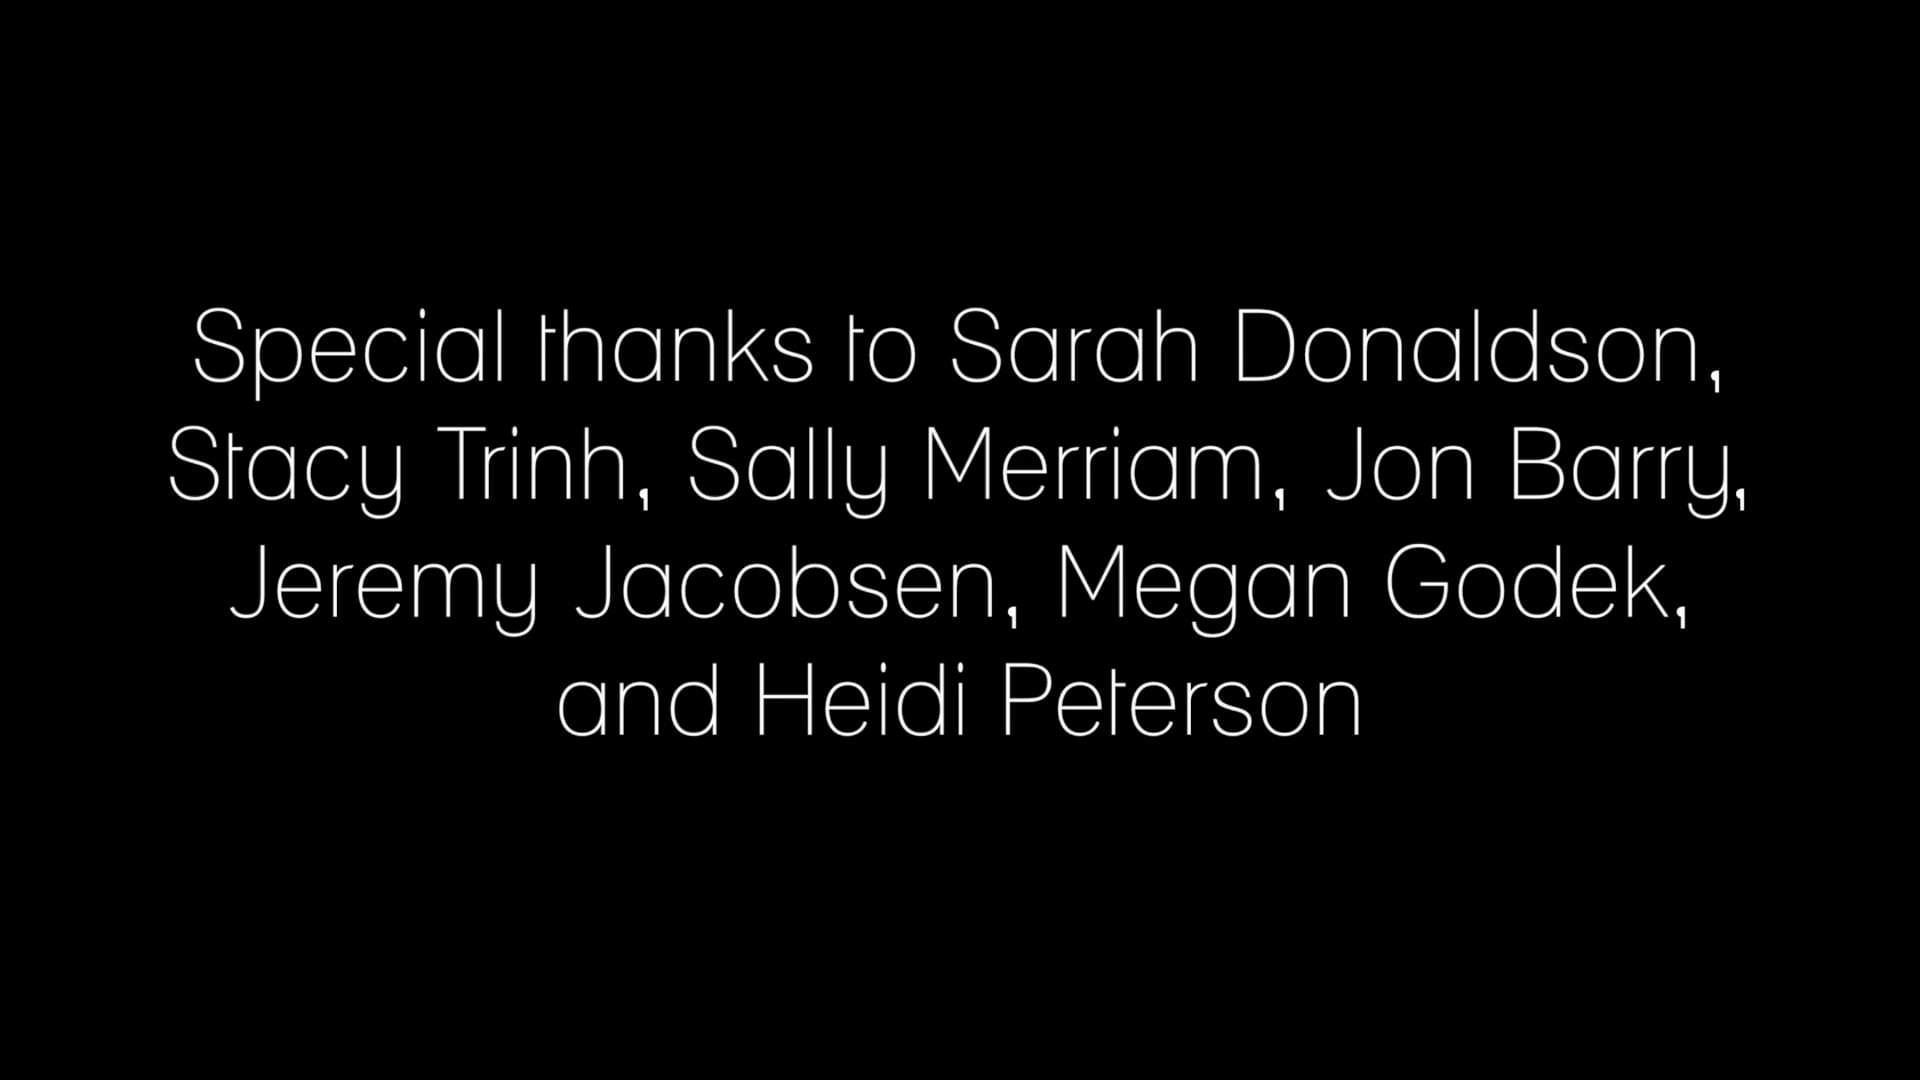 Special thanks to Sarah Donaldson,
Stacy Trinh, Sally Merriam, Jon Barry,
Jeremy Jacobsen, Megan Godek,
and Heidi Peterson